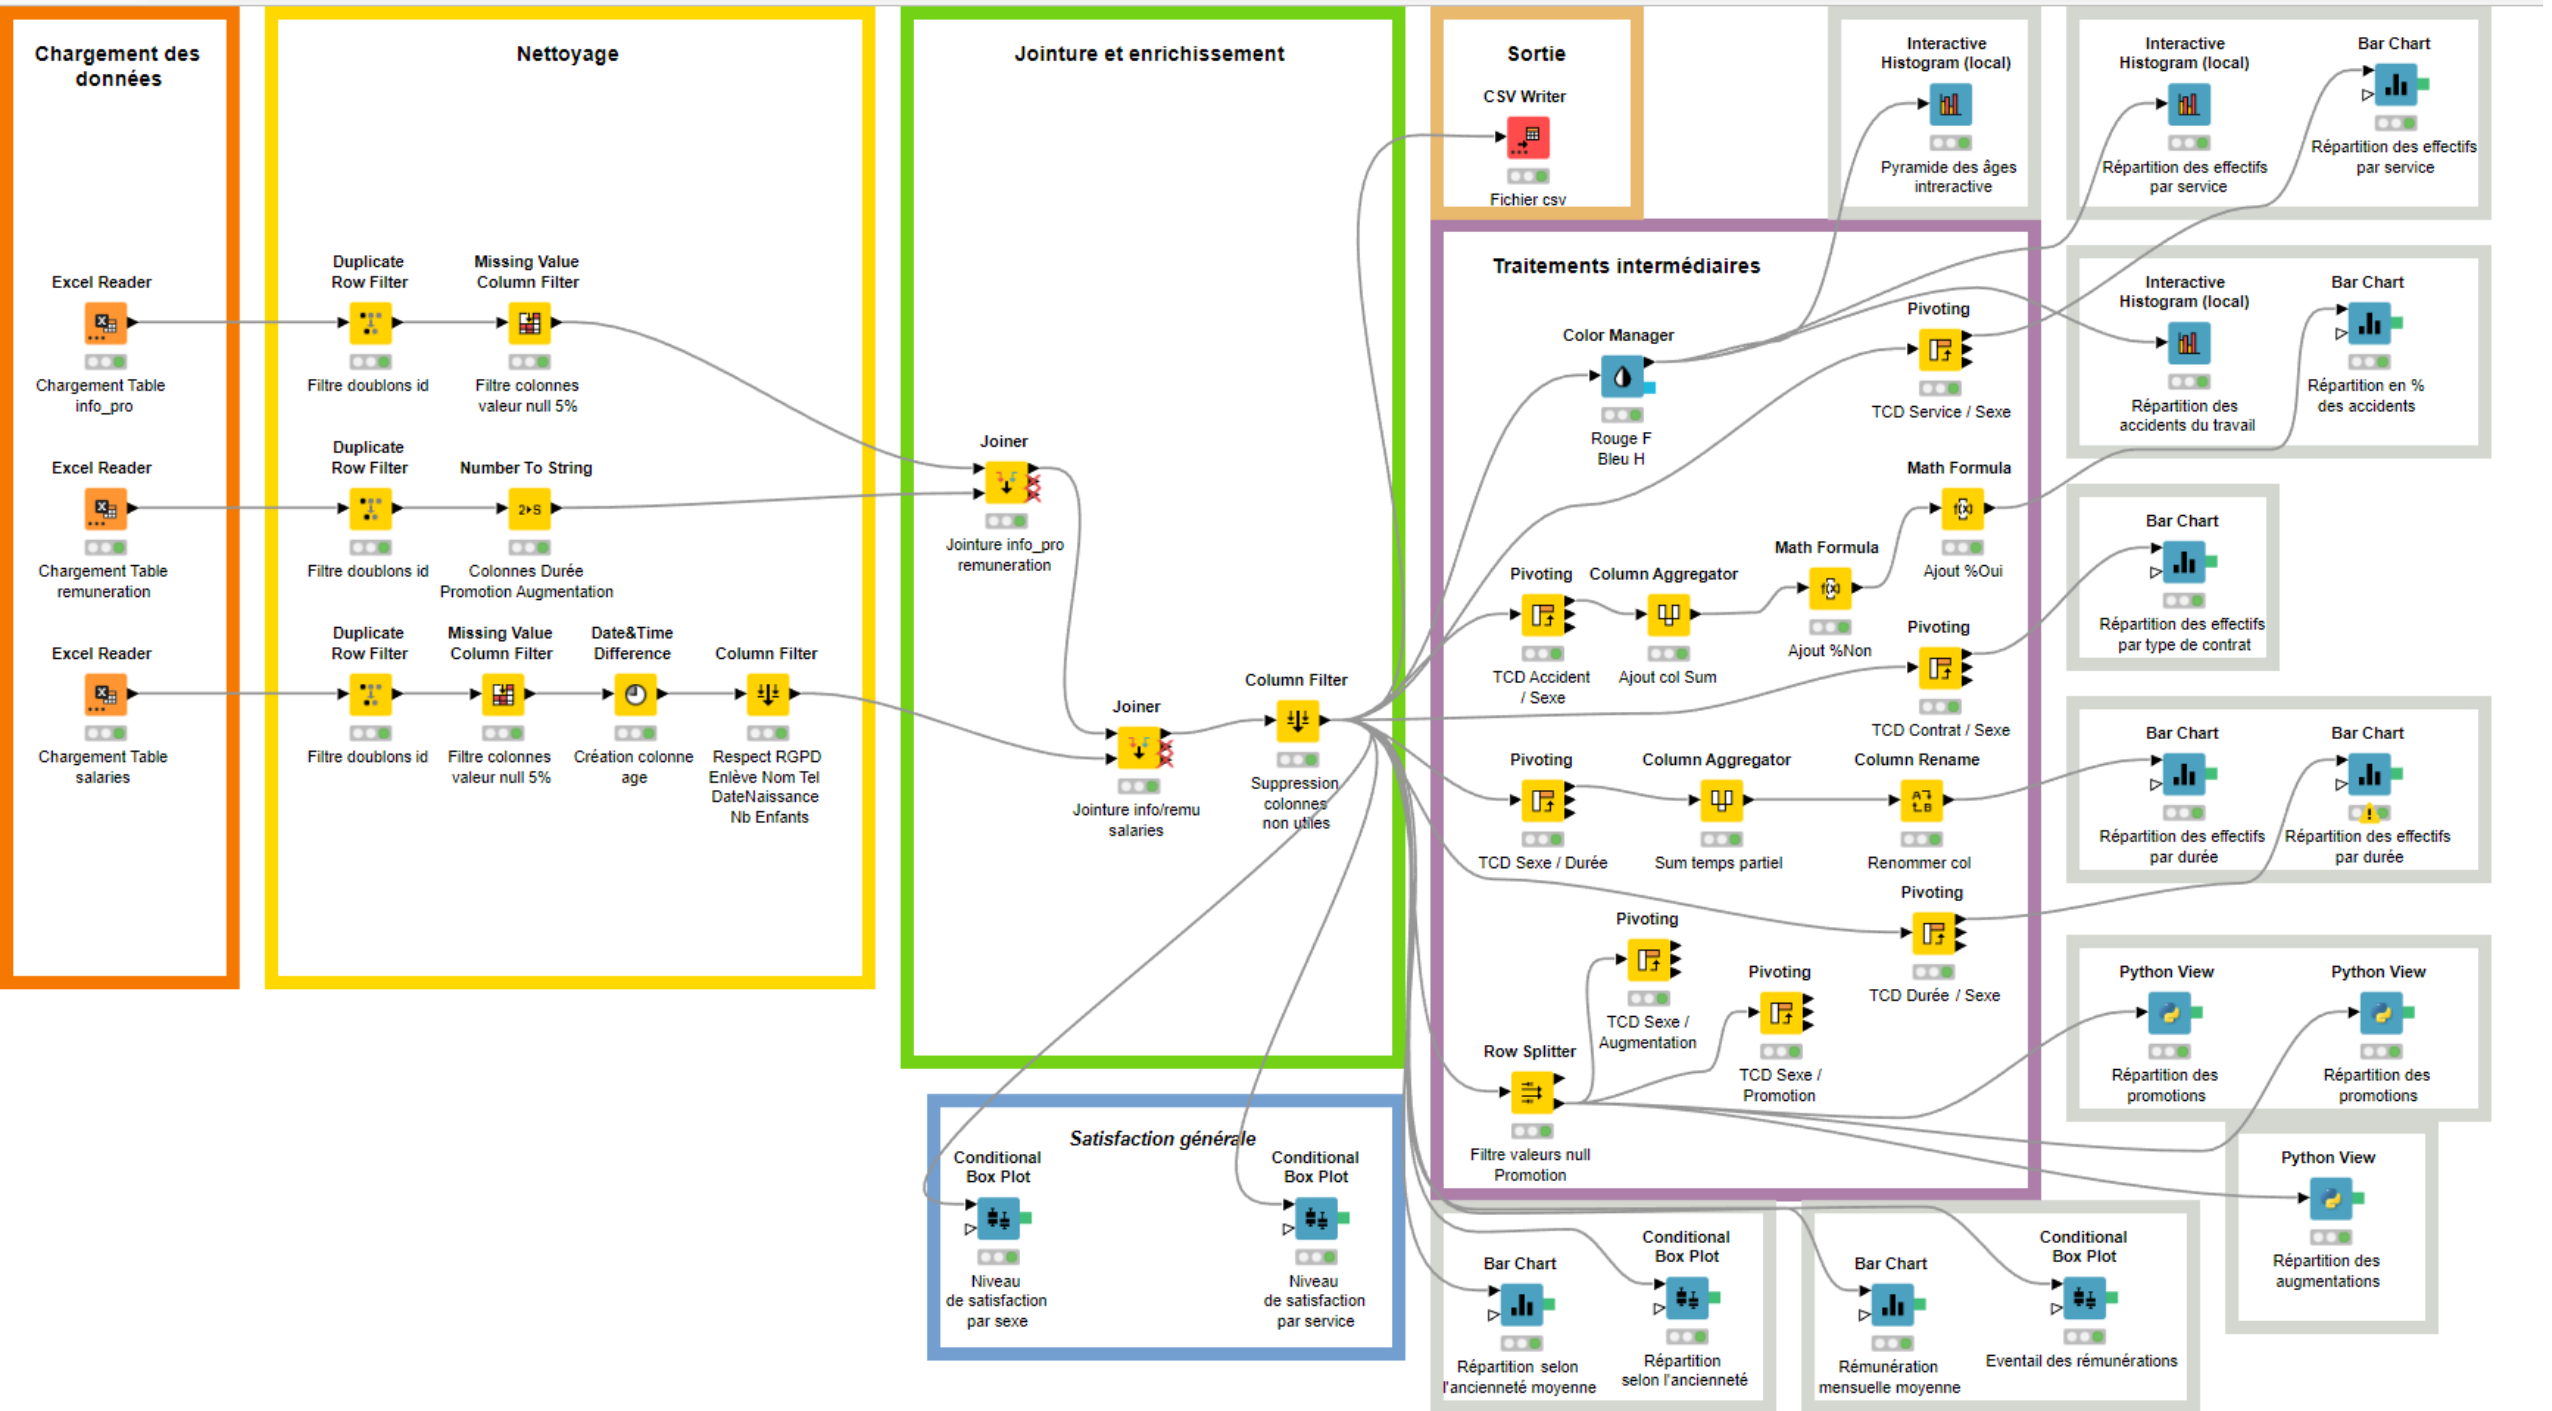 Chargement des
données
Excel Reader
Chargement Table
info_pro
Excel Reader
Chargement Table
remuneration
Excel Reader
Chargement Table
salaries
Nettoyage
Duplicate
Row Filter
Filtre doublons id
Missing Value
Column Filter
Filtre colonnes
valeur null 5%
Duplicate
Row Filter
Filtre doublons id
Number To String
2▸S
Colonnes Durée
Promotion Augmentation
Duplicate
Row Filter
Filtre doublons id
Missing Value
Column Filter
Filtre colonnes
valeur null 5%
Date&Time
Difference
Création colonne
age
Column Filter
Respect RGPD
Enlève Nom Tel
DateNaissance
Nb Enfants
Jointure et enrichissement
Joiner
Jointure info_pro
remuneration
Joiner
Jointure info/remu
salaries
Column Filter
Suppression
colonnes
non utiles
Satisfaction générale
Conditional
Box Plot
Niveau
de satisfaction
par sexe
Conditional
Box Plot
Niveau
de satisfaction
par service
Sortie
CSV Writer
Fichier csv
Traitements intermédiaires
Color Manager
Rouge F
Bleu H
Pivoting
TCD Service / Sexe
Pivoting
TCD Accident
/ Sexe
Column Aggregator
Ajout col Sum
Math Formula
f(x)
Ajout %Non
Math Formula
f(x)
Ajout %Oui
Pivoting
TCD Contrat / Sexe
Pivoting
TCD Sexe / Durée
Column Aggregator
Sum temps partiel
Column Rename
Renommer col
Pivoting
TCD Durée / Sexe
Pivoting
TCD Sexe /
Augmentation
Pivoting
TCD Sexe /
Promotion
Row Splitter
Filtre valeurs null
Promotion
Interactive
Histogram (local)
Pyramide des âges
intreractive
Interactive
Histogram (local)
Répartition des effectifs
par service
Bar Chart
Répartition des effectifs
par service
Interactive
Histogram (local)
Répartition des
accidents du travail
Bar Chart
Répartition en %
des accidents
Bar Chart
Répartition des effectifs
par type de contrat
Bar Chart
Répartition des effectifs
par durée
Bar Chart
Répartition des effectifs
par durée
Python View
Répartition des
promotions
Python View
Répartition des
promotions
Python View
Répartition des
augmentations
Bar Chart
Répartition selon
l'ancienneté moyenne
Conditional
Box Plot
Répartition
selon l'ancienneté
Bar Chart
Rémunération
mensuelle moyenne
Conditional
Box Plot
Eventail des rémunérations